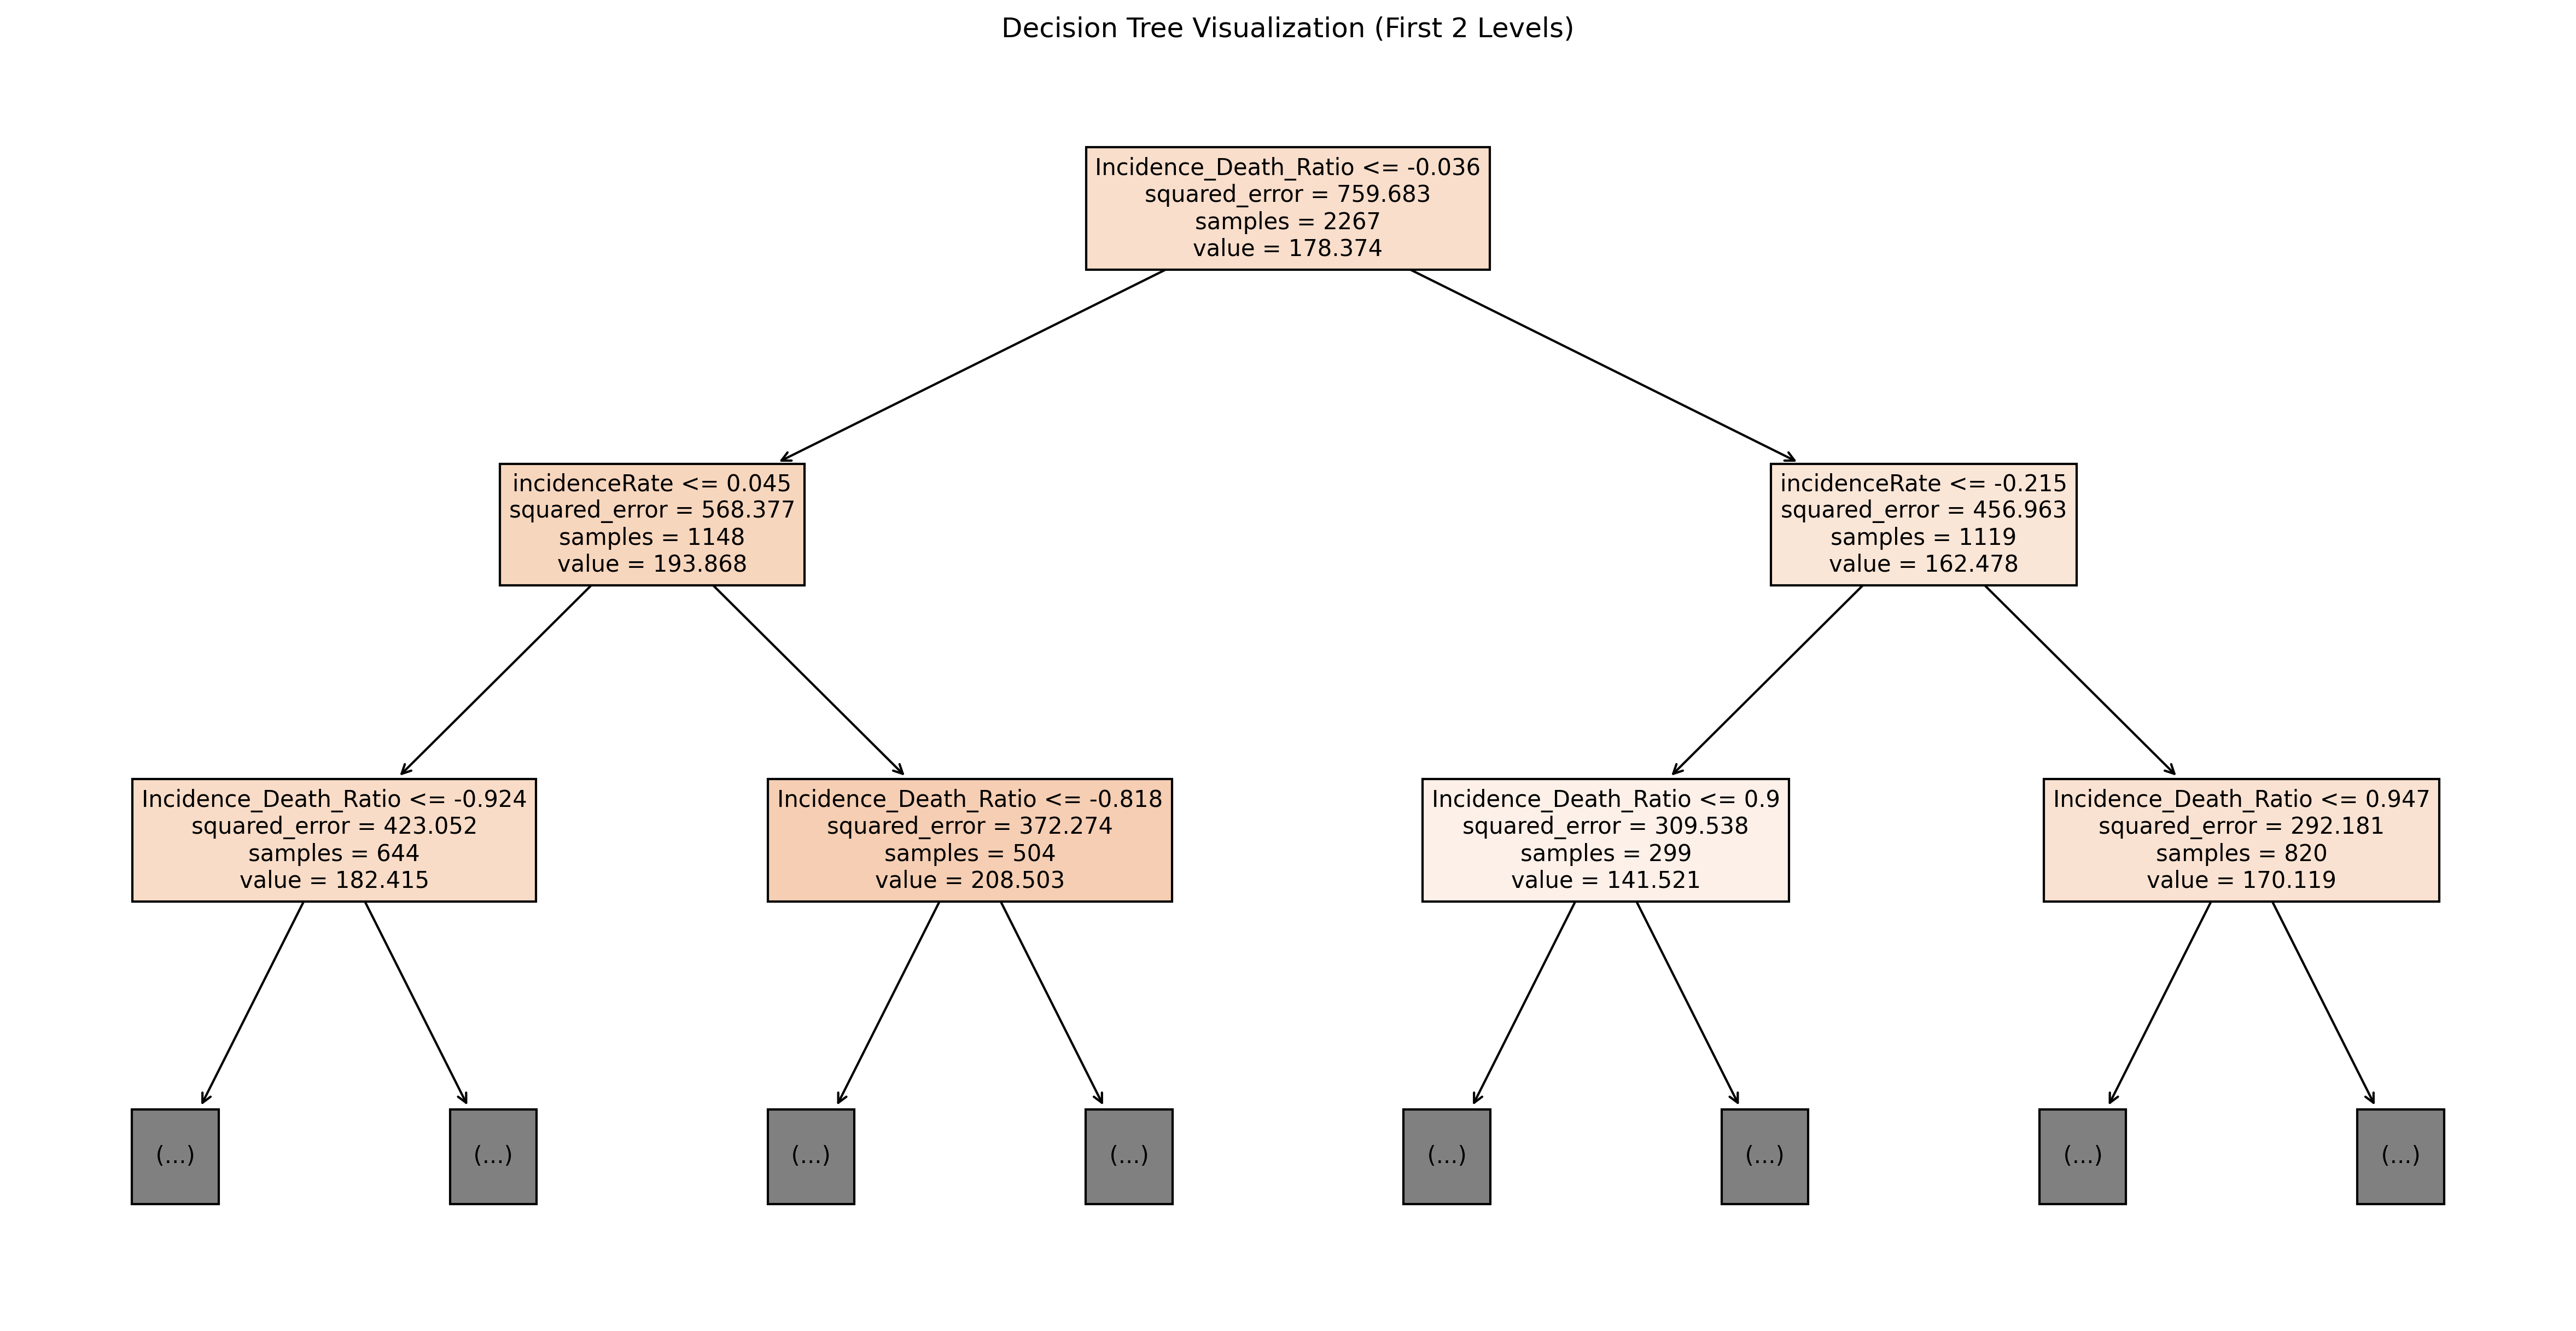 Decision Tree Visualization (First 2 Levels)
Incidence_Death_Ratio <= -0.036
squared_error = 759.683
samples = 2267
value = 178.374
incidenceRate <= 0.045
squared_error = 568.377
samples = 1148
value = 193.868
incidenceRate <= -0.215
squared_error = 456.963
samples = 1119
value = 162.478
Incidence_Death_Ratio <= -0.924
squared_error = 423.052
samples = 644
value = 182.415
Incidence_Death_Ratio <= -0.818
squared_error = 372.274
samples = 504
value = 208.503
Incidence_Death_Ratio <= 0.9
squared_error = 309.538
samples = 299
value = 141.521
Incidence_Death_Ratio <= 0.947
squared_error = 292.181
samples = 820
value = 170.119
(...)
(...)
(...)
(...)
(...)
(...)
(...)
(...)